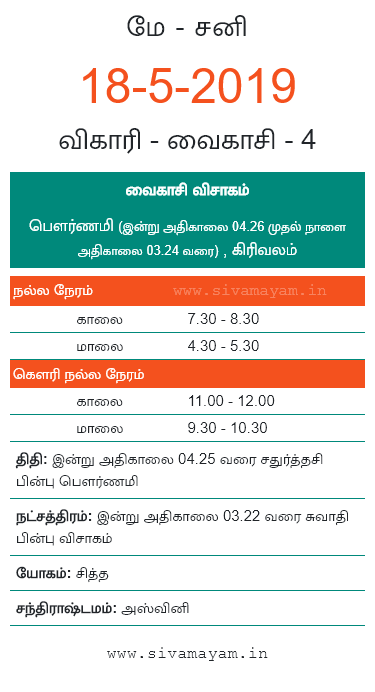 மே - சனி
18-5-2019
விகாரி - வைகாசி - 4
வைகாசி விசாகம்
பௌர்ணமி (இன்று அதிகாலை 04.26 முதல் நாளை
அதிகாலை 03.24 வரை) , கிரிவலம்
நல்ல நேரம் www.sivamayam.in
காலை 7.30 - 8.30
மாலை 4.30 - 5.30
கௌரி நல்ல நேரம்
காலை 11.00 - 12.00
மாலை 9.30 - 10.30
திதி: இன்று அதிகாலை 04.25 வரை சதுர்த்தசி
பின்பு பௌர்ணமி
நட்சத்திரம்: இன்று அதிகாலை 03.22 வரை சுவாதி
பின்பு விசாகம்
யோகம்: சித்த
சந்திராஷ்டமம்: அஸ்வினி
www.sivamayam.in